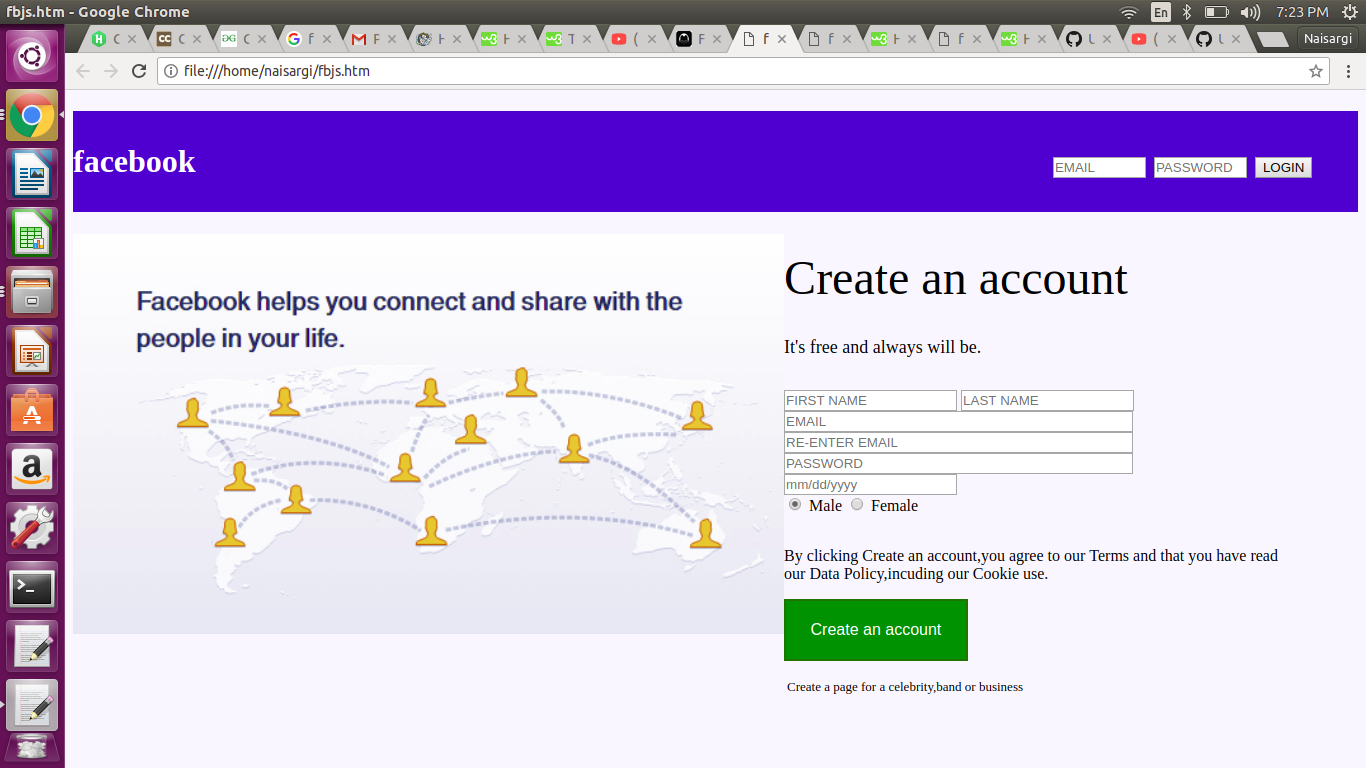 fbjs.htm - Google Chrome
En
7:23 PM
Naisargi
file:///home/naisargi/fbjs.htm
facebook
EMAIL PASSWORD LOGIN
Facebook helps you connect and share with the
people in your life.
Create an account
It's free and always will be.
FIRST NAME LAST NAME
EMAIL
RE-ENTER EMAIL
PASSWORD
mm/dd/yyyy
Male Female
By clicking Create an account,you agree to our Terms and that you have read
our Data Policy,incuding our Cookie use.
Create an account
Create a page for a celebrity,band or business